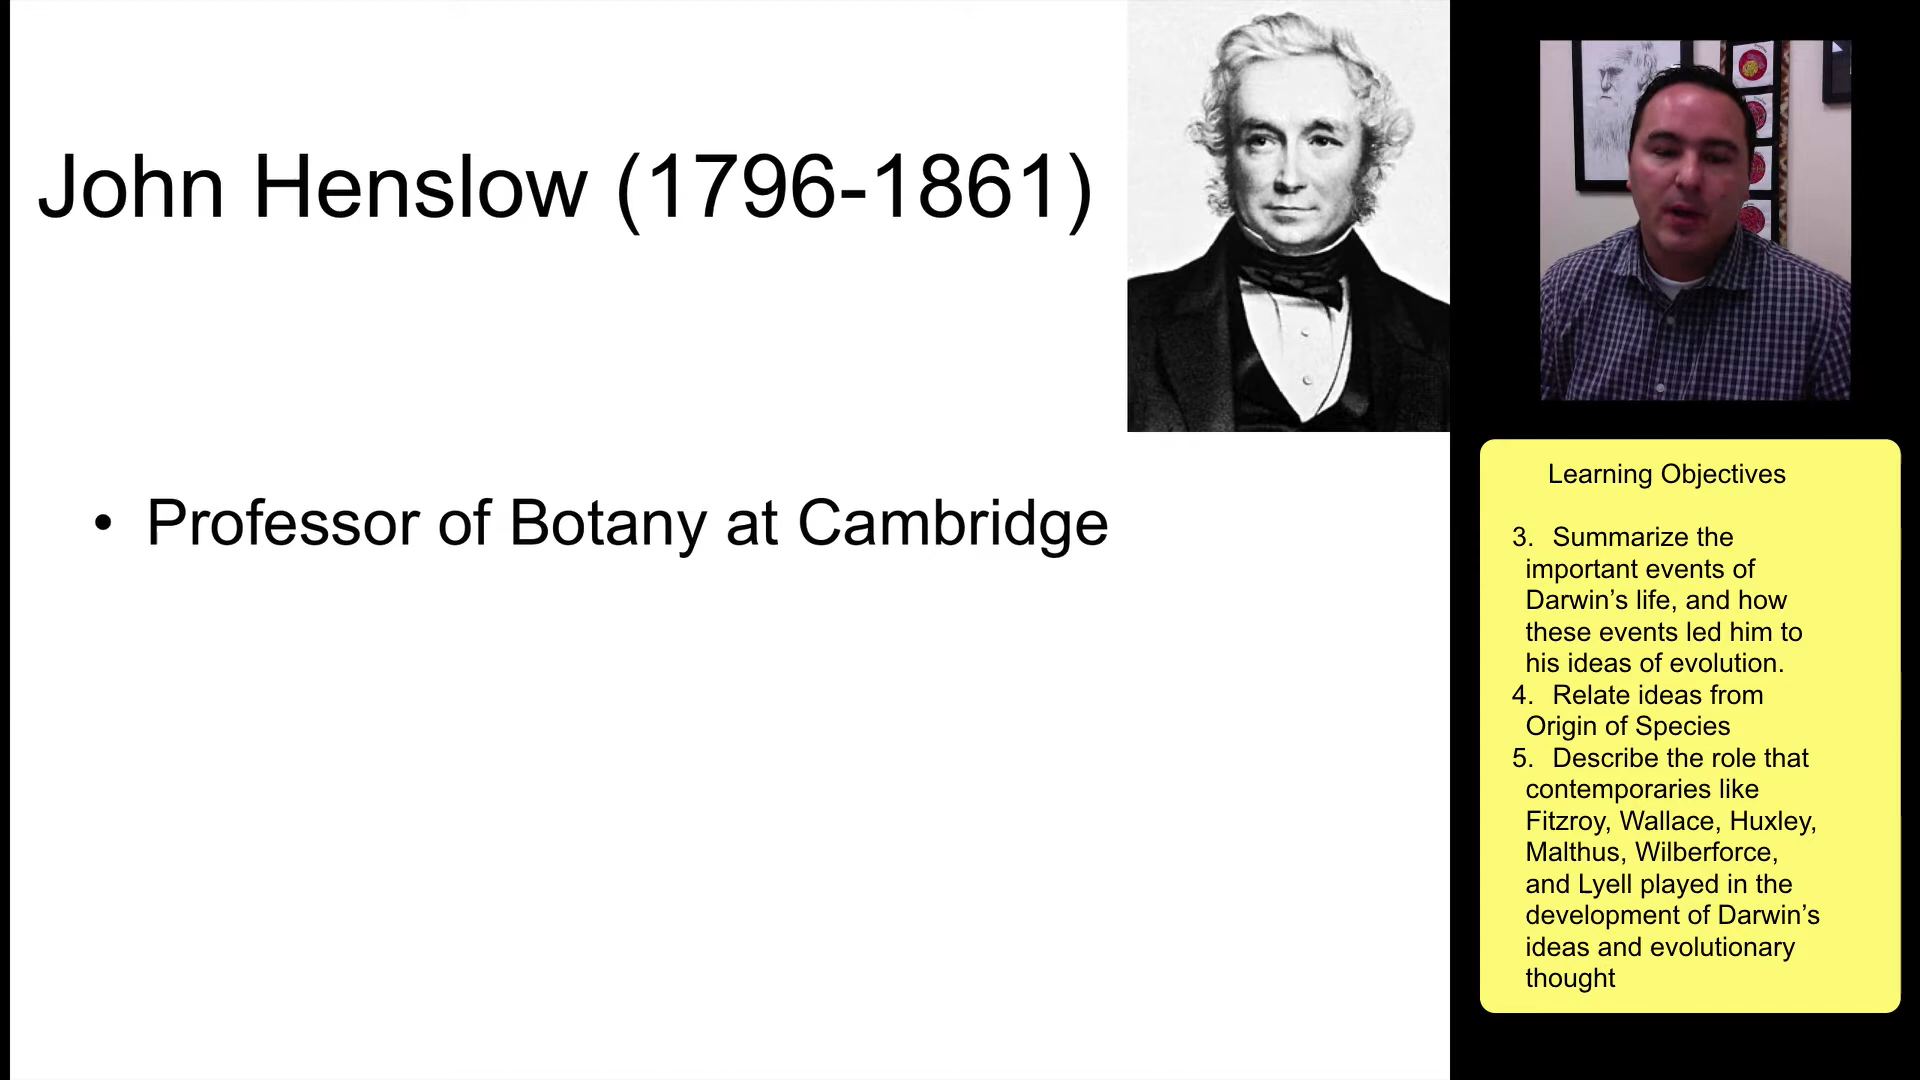 John Henslow (1796-1861)
• Professor of Botany at Cambridge
Learning Objectives
3. Summarize the
important events of
Darwin’s life, and how
these events led him to
his ideas of evolution.
4. Relate ideas from
Origin of Species
5. Describe the role that
contemporaries like
Fitzroy, Wallace, Huxley,
Malthus, Wilberforce,
and Lyell played in the
development of Darwin’s
ideas and evolutionary
thought